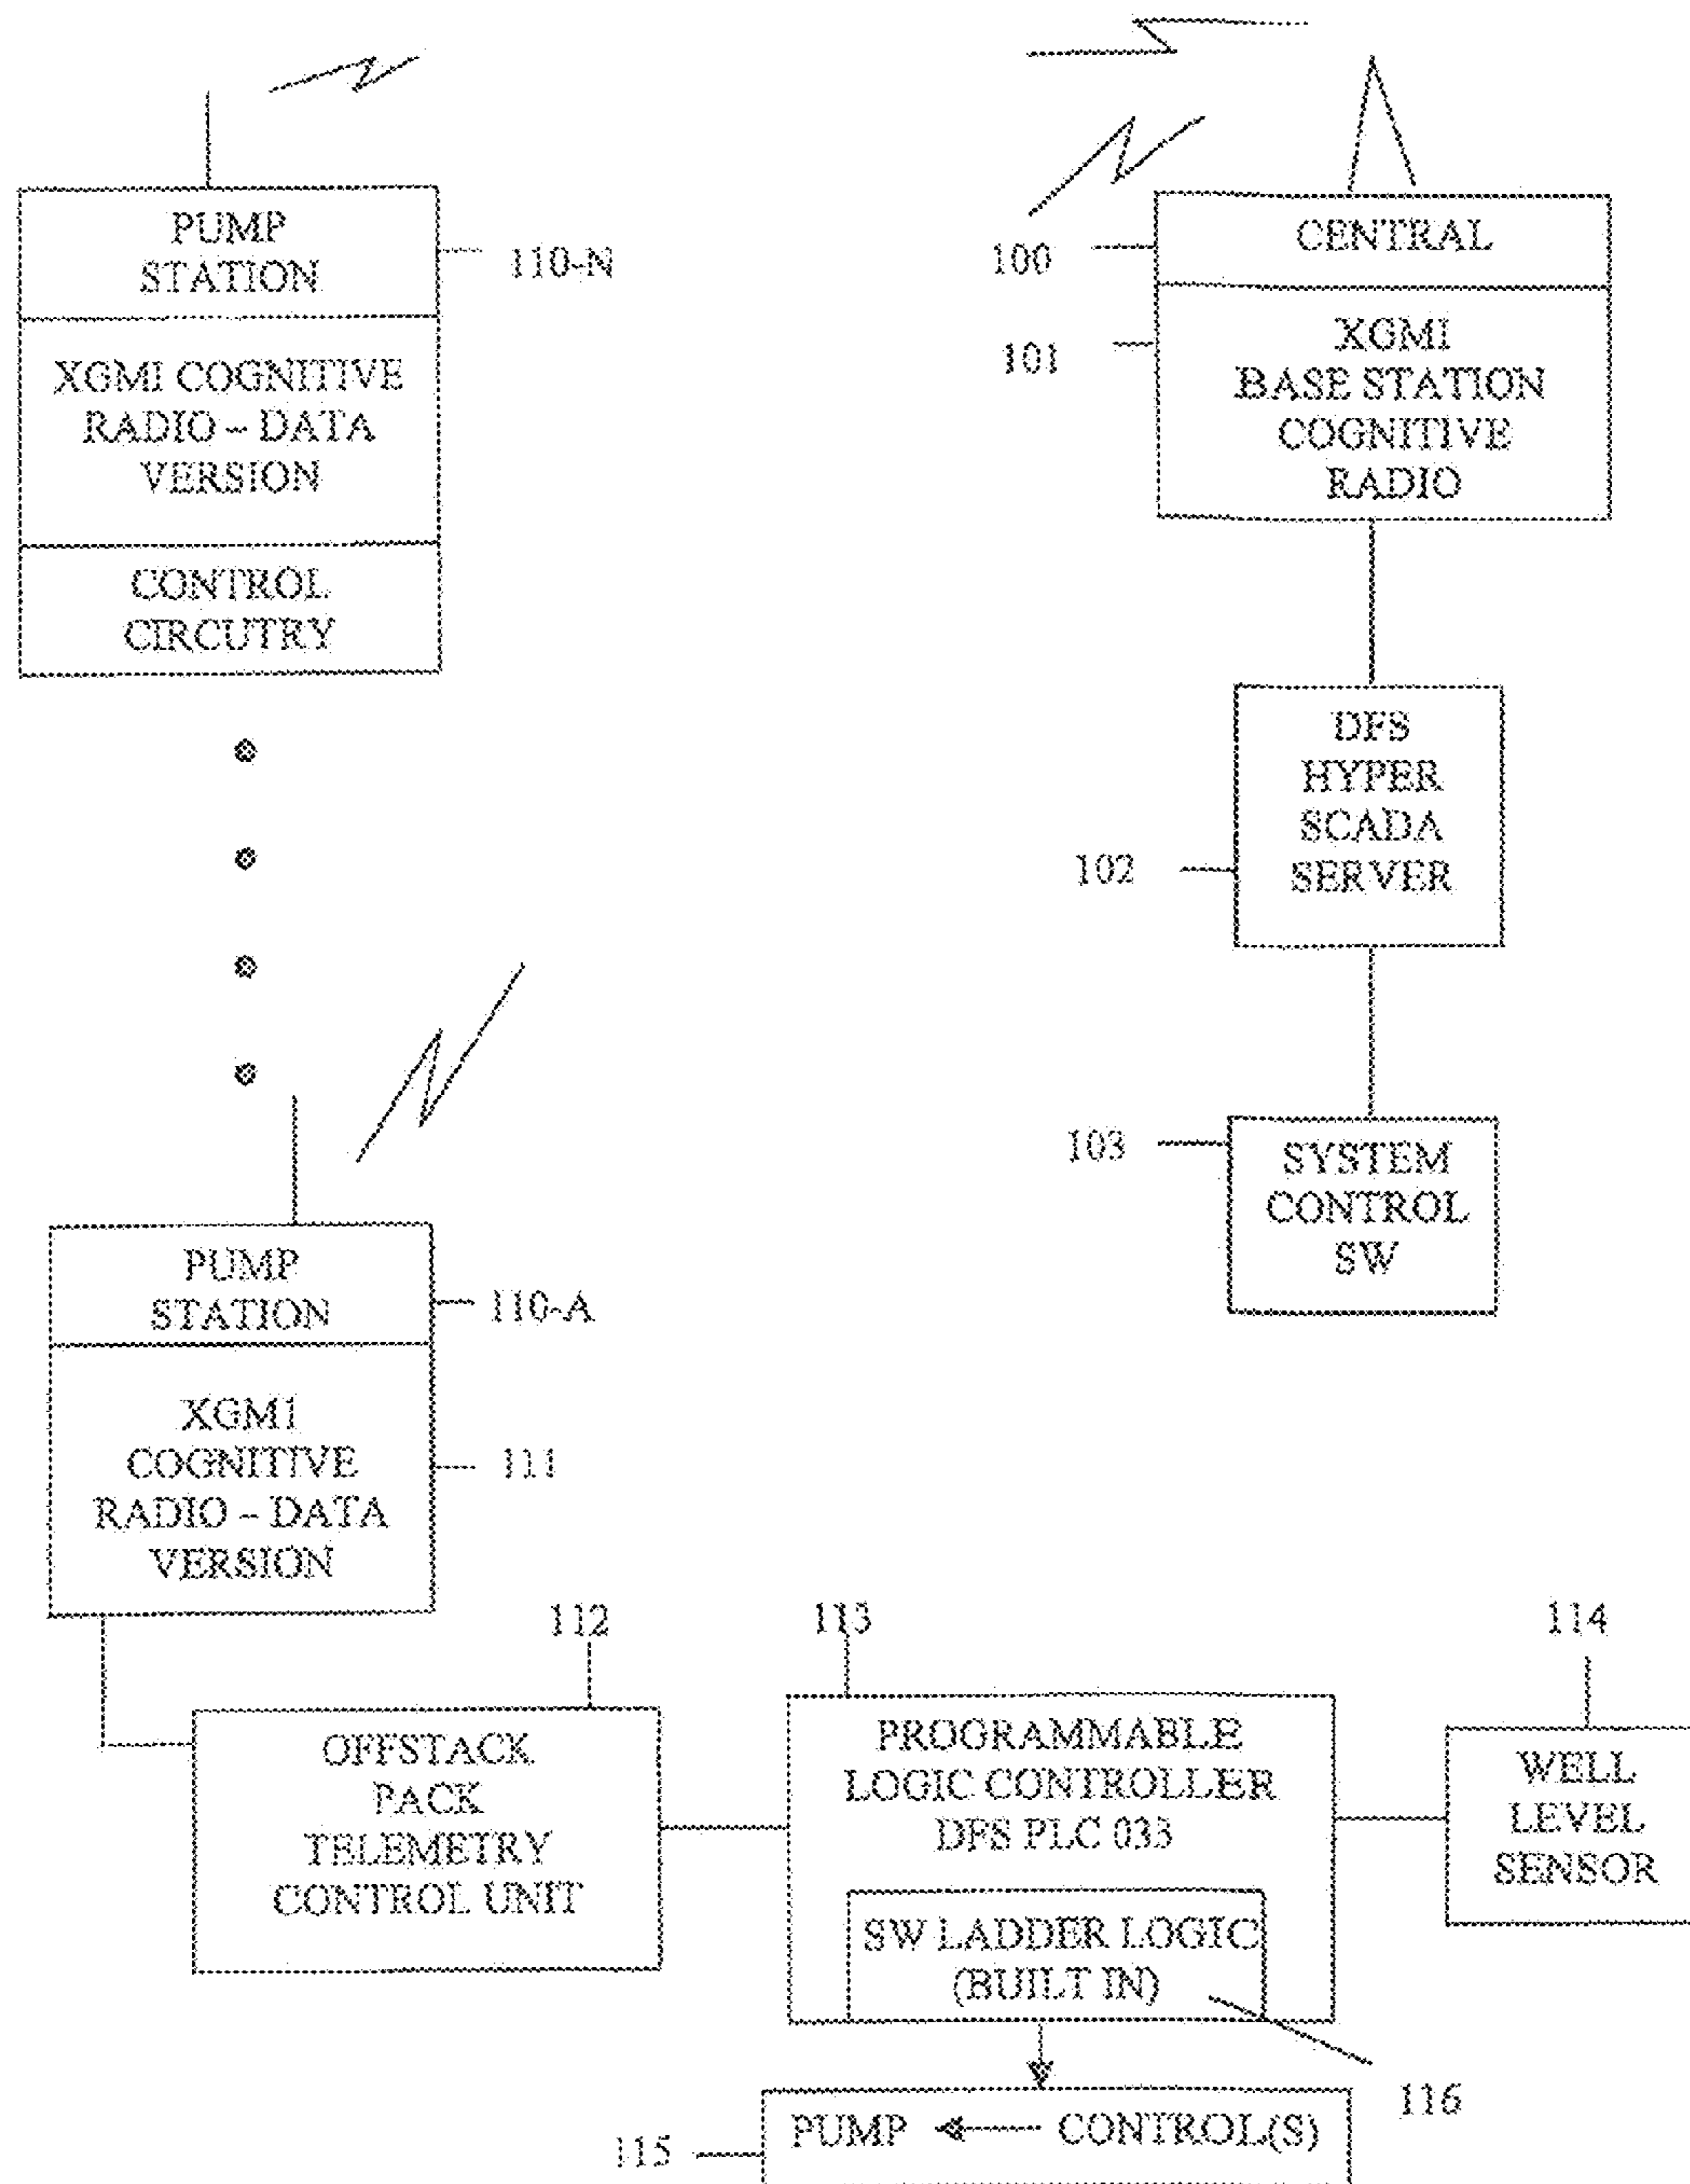 PUMP
STATION
110-N
XGMI COGNITIVE
RADIO – DATA
VERSION
CONTROL
CIRCUTRY
100
CENTRAL
101
XGMI
BASE STATION
COGNITIVE
RADIO
102
DFS
HYPER
SCADA
SERVER
103
SYSTEM
CONTROL
SW
PUMP
STATION
110-A
XGM1
COGNITIVE
RADIO – DATA
VERSION
111
112
OFFSTACK
PACK
TELEMETRY
CONTROL UNIT
113
PROGRAMMABLE
LOGIC CONTROLLER
DFS PLC 033
SW LADDER LOGIC
(BUILT IN)
114
WELL
LEVEL
SENSOR
116
115
PUMP
CONTROL(S)